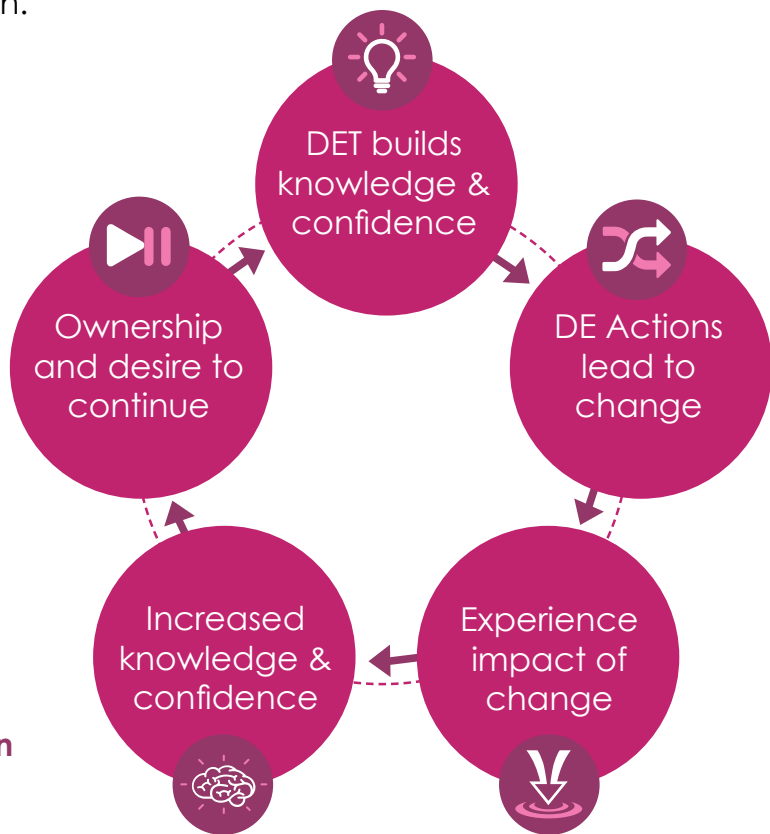 n.
DET builds
knowledge &
confidence
DE Actions
lead to
change
Experience
impact of
change
Increased
knowledge &
confidence
Ownership
and desire to
continue
n